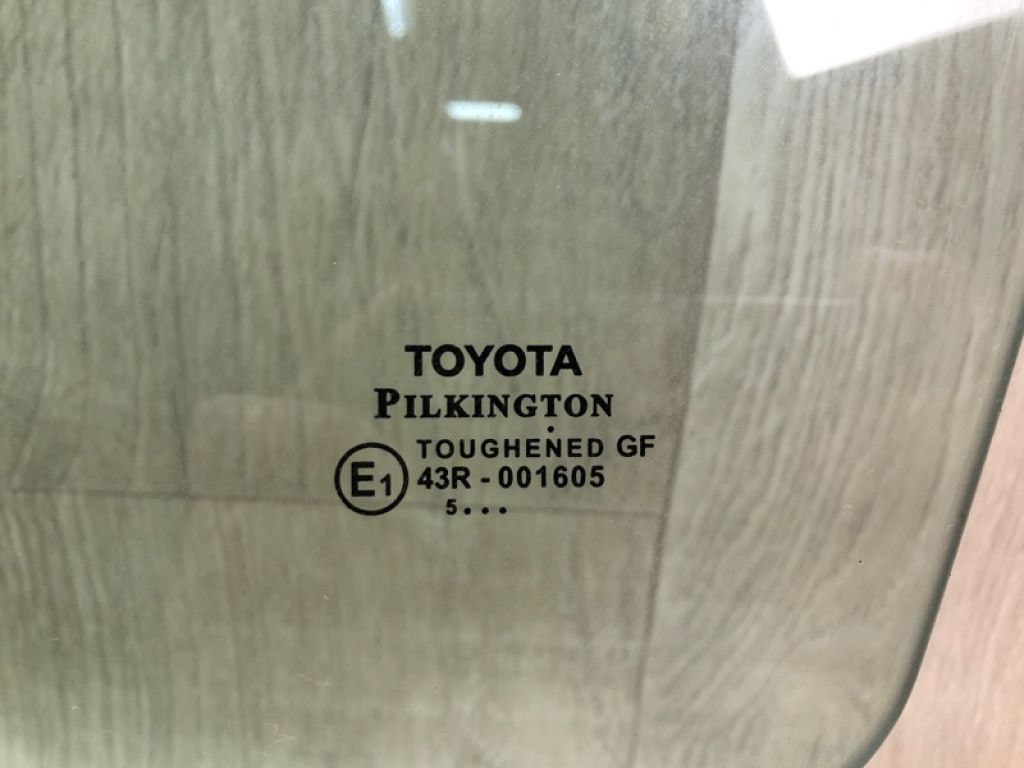 TOYOTA
PILKINGTON
.
TOUGHENED GF
E1 43R - 001605
5...